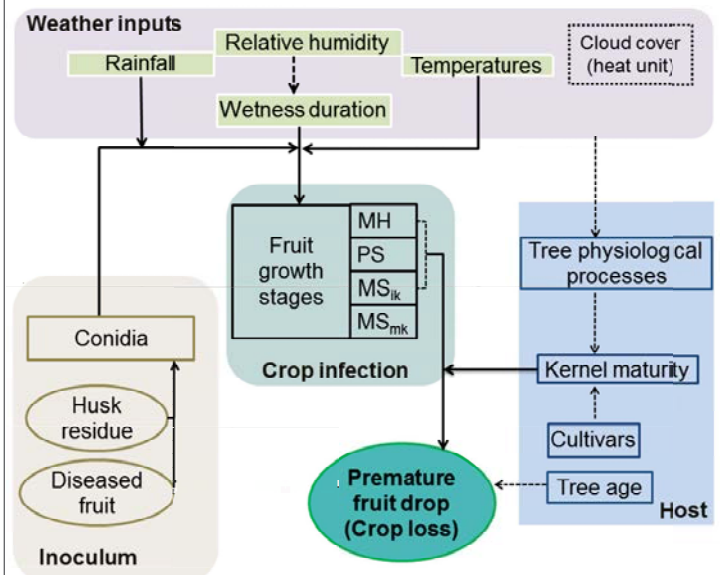 Weather inputs
Relative humidity
Rainfall
Temperatures
Cloud cover
(heat unit)
Wetness duration
Fruit
growth
stages
MH
PS
MSik
MSmk
Crop infection
Tree physiological
processes
Kernel maturity
Cultivars
Tree age
Host
Conidia
Husk
residue
Diseased
fruit
Inoculum
Premature
fruit drop
(Crop loss)